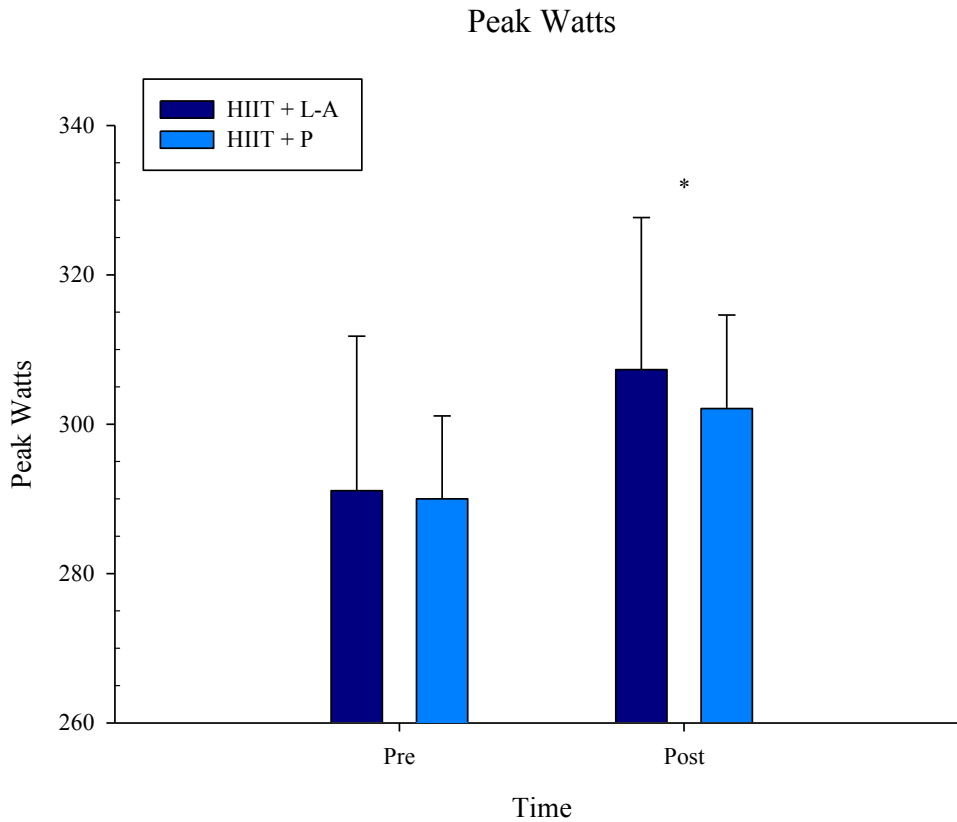 Peak Watts
HIIT + L-A
HIIT + P
340
320
300
280
260
*
Peak Watts
Pre
Post
Time